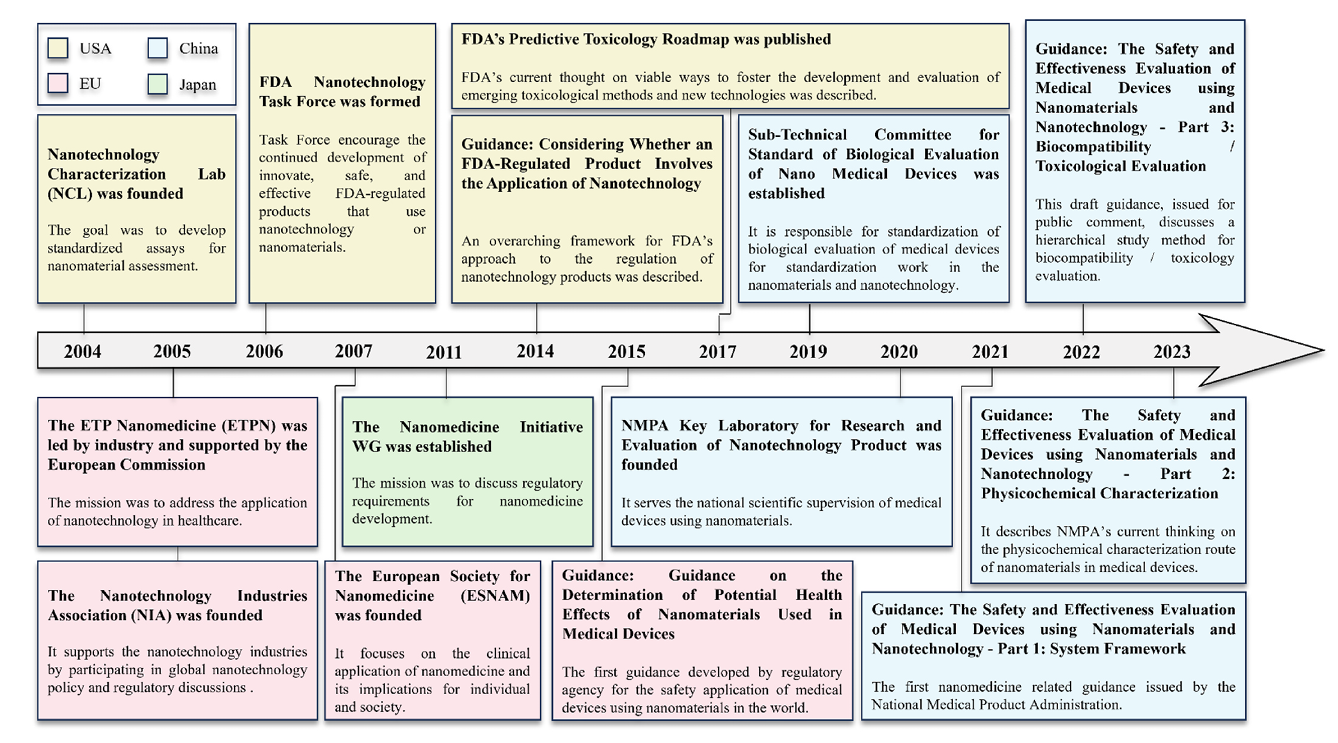 USA
China
EU
Japan
Nanotechnology
Characterization Lab
(NCL) was founded
The goal was to develop
standardized assays for
nanomaterial assessment.
FDA Nanotechnology
Task Force was formed
Task Force encourage the
continued development of
innovate, safe, and
effective FDA-regulated
products that use
nanotechnology or
nanomaterials.
FDA's Predictive Toxicology Roadmap was published
FDA's current thought on viable ways to foster the development and evaluation of
emerging toxicological methods and new technologies was described.
Guidance: Considering Whether an
FDA-Regulated Product Involves
the Application of Nanotechnology
An overarching framework for FDA's
approach to the regulation of
nanotechnology products was described.
Sub-Technical Committee for
Standard of Biological Evaluation
of Nano Medical Devices was
established
It is responsible for standardization of
biological evaluation of medical devices
for standardization work in the
nanomaterials and nanotechnology.
Guidance: The Safety and
Effectiveness Evaluation of
Medical Devices using
Nanomaterials and
Nanotechnology - Part 3:
Biocompatibility /
Toxicological Evaluation
This draft guidance, issued for
public comment, discusses a
hierarchical study method for
biocompatibility / toxicology
evaluation.
2004 2005 2006 2007 2011 2014 2015 2017 2019 2020 2021 2022 2023
The ETP Nanomedicine (ETPN) was
led by industry and supported by the
European Commission
The mission was to address the application
of nanotechnology in healthcare.
The Nanomedicine Initiative
WG was established
The mission was to discuss regulatory
requirements for nanomedicine
development.
NMPA Key Laboratory for Research and
Evaluation of Nanotechnology Product was
founded
It serves the national scientific supervision of medical
devices using nanomaterials.
Guidance: The Safety and
Effectiveness Evaluation of Medical
Devices using Nanomaterials and
Nanotechnology - Part 2:
Physicochemical Characterization
It describes NMPA's current thinking on
the physicochemical characterization route
of nanomaterials in medical devices.
The Nanotechnology Industries
Association (NIA) was founded
It supports the nanotechnology industries
by participating in global nanotechnology
policy and regulatory discussions .
The European Society for
Nanomedicine (ESNAM)
was founded
It focuses on the clinical
application of nanomedicine and
its implications for individual
and society.
Guidance: Guidance on the
Determination of Potential Health
Effects of Nanomaterials Used in
Medical Devices
The first guidance developed by regulatory
agency for the safety application of medical
devices using nanomaterials in the world.
Guidance: The Safety and Effectiveness Evaluation
of Medical Devices using Nanomaterials and
Nanotechnology - Part 1: System Framework
The first nanomedicine related guidance issued by the
National Medical Product Administration.